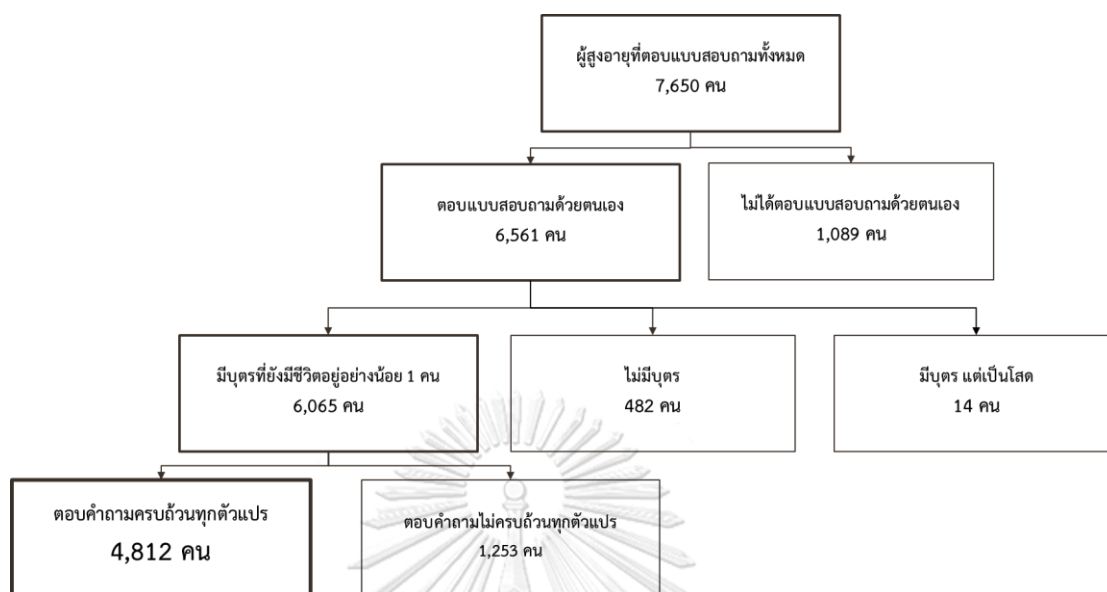 ผู้สูงอายุที่ตอบแบบสอบถามทั้งหมด
7,650 คน
ตอบแบบสอบถามด้วยตนเอง
6,561 คน
ไม่ได้ตอบแบบสอบถามด้วยตนเอง
1,089 คน
มีบุตรที่ยังมีชีวิตอยู่อย่างน้อย 1 คน
6,065 คน
ไม่มีบุตร
482 คน
มีบุตร แต่เป็นโสด
14 คน
ตอบคำถามครบถ้วนทุกตัวแปร
4,812 คน
ตอบคำถามไม่ครบถ้วนทุกตัวแปร
1,253 คน